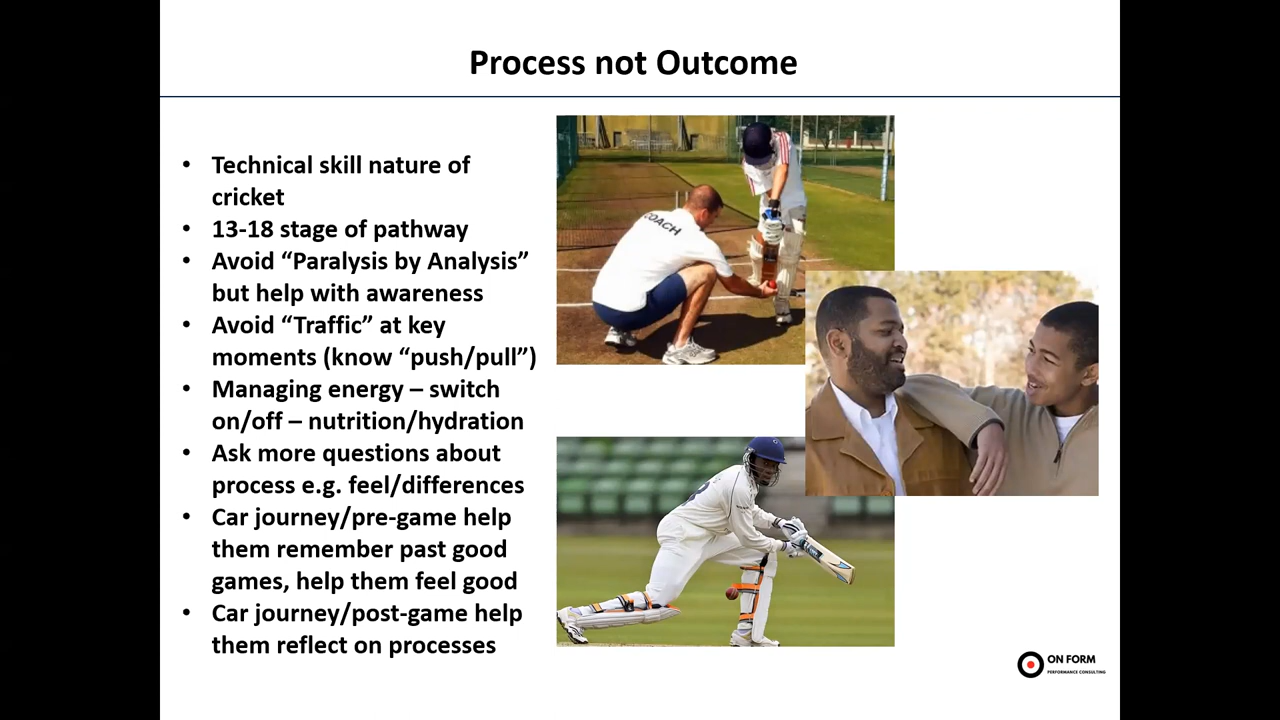 Process not Outcome
• Technical skill nature of
cricket
• 13-18 stage of pathway
• Avoid “Paralysis by Analysis”
but help with awareness
• Avoid “Traffic” at key
moments (know “push/pull”)
• Managing energy – switch
on/off – nutrition/hydration
• Ask more questions about
process e.g. feel/differences
• Car journey/pre-game help
them remember past good
games, help them feel good
• Car journey/post-game help
them reflect on processes
COACH
ON FORM
PERFORMANCE CONSULTING